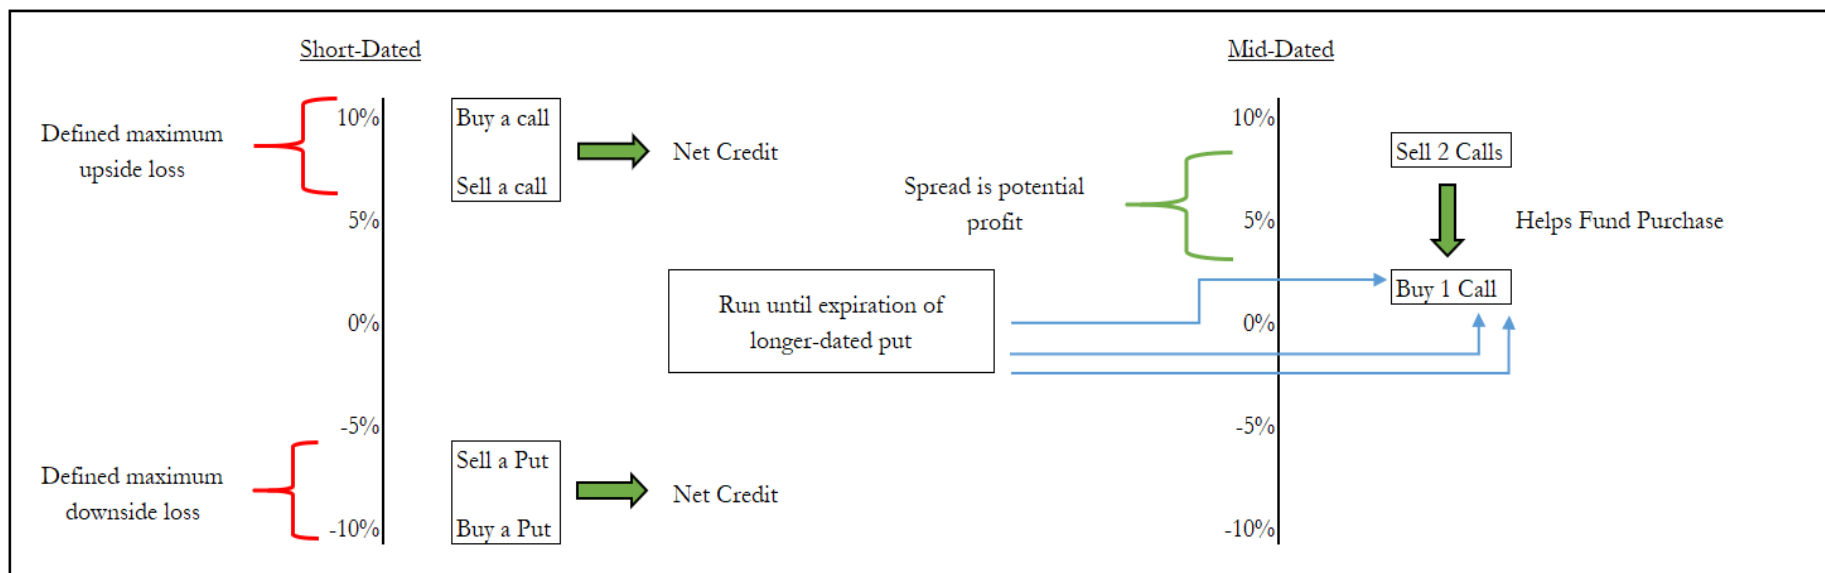 Short-Dated
Mid-Dated
Defined maximum
upside loss
10%
Buy a call
Sell a call
Net Credit
5%
0%
-5%
-10%
Defined maximum
downside loss
Sell a Put
Buy a Put
Net Credit
Run until expiration of
longer-dated put
Spread is potential
profit
10%
5%
0%
-5%
-10%
Sell 2 Calls
Helps Fund Purchase
Buy 1 Call